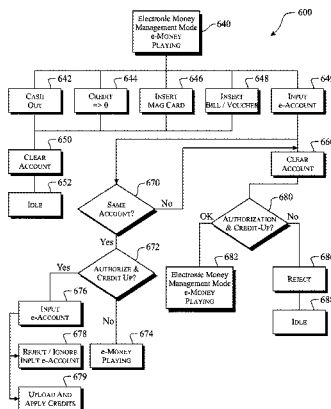 600
Electronic Money
Management Mode
e-MONEY
PLAYING
640
642
644
646
648
649
CASH
OUT
CREDIT
=> 0
INSERT
MAG CARD
INSERT
BILL / VOUCHER
INPUT
e-ACCOUNT
650
CLEAR
ACCOUNT
652
IDLE
660
CLEAR
ACCOUNT
670
SAME
ACCOUNT?
No
Yes
672
AUTHORIZE &
CREDIT UP?
Yes
No
676
INPUT
e-ACCOUNT
678
REJECT / IGNORE
INPUT e-ACCOUNT
679
UPLOAD AND
APPLY CREDITS
674
e-MONEY
PLAYING
680
AUTHORIZATION
& CREDIT-UP?
OK
No
682
Electronic Money
Management Mode
e-MONEY
PLAYING
REJECT
IDLE